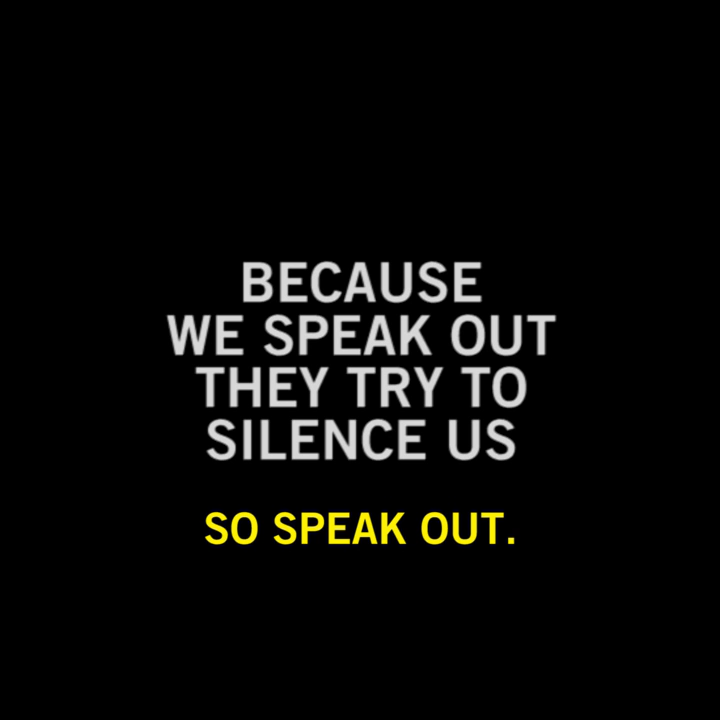 BECAUSE
WE SPEAK OUT
THEY TRY TO
SILENCE US
SO SPEAK OUT.